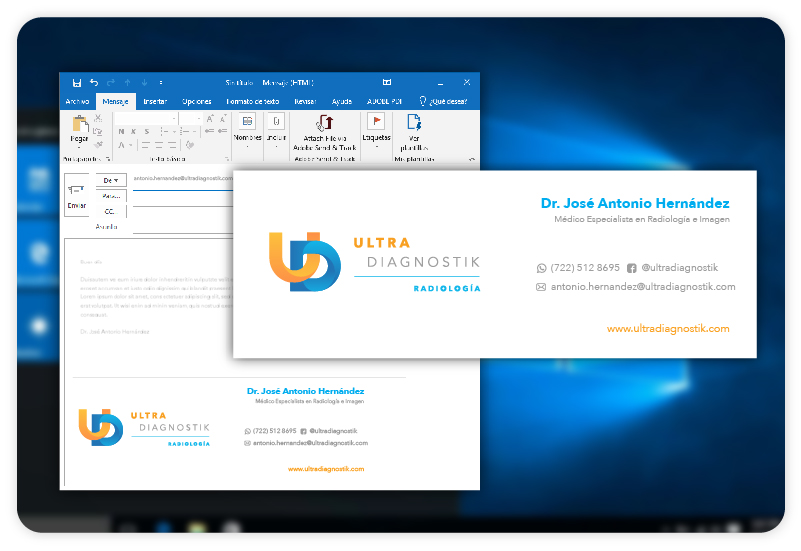 Sin título - Mensaje (HTML)
Archivo Mensaje Insertar Opciones Formato de texto Revisar Ayuda ADOBE PDF ¿Qué desea?
Pegar
N K S
Nombres Incluir Attach File via Adobe Send & Track Etiquetas Ver plantillas
Portapapeles Texto básico Adobe Send & Track Mis plantillas
Enviar
De antonio.hernandez@ultradiagnostik.com
Para...
CC...
Asunto
Dr. José Antonio Hernández
Médico Especialista en Radiología e Imagen
ULTRA
DIAGNOSTIK
RADIOLOGÍA
(722) 512 8695 @ultradiagnostik
antonio.hernandez@ultradiagnostik.com
www.ultradiagnostik.com
Dr. José Antonio Hernández
Dr. José Antonio Hernández
Médico Especialista en Radiología e Imagen
ULTRA
DIAGNOSTIK
RADIOLOGÍA
(722) 512 8695 @ultradiagnostik
antonio.hernandez@ultradiagnostik.com
www.ultradiagnostik.com